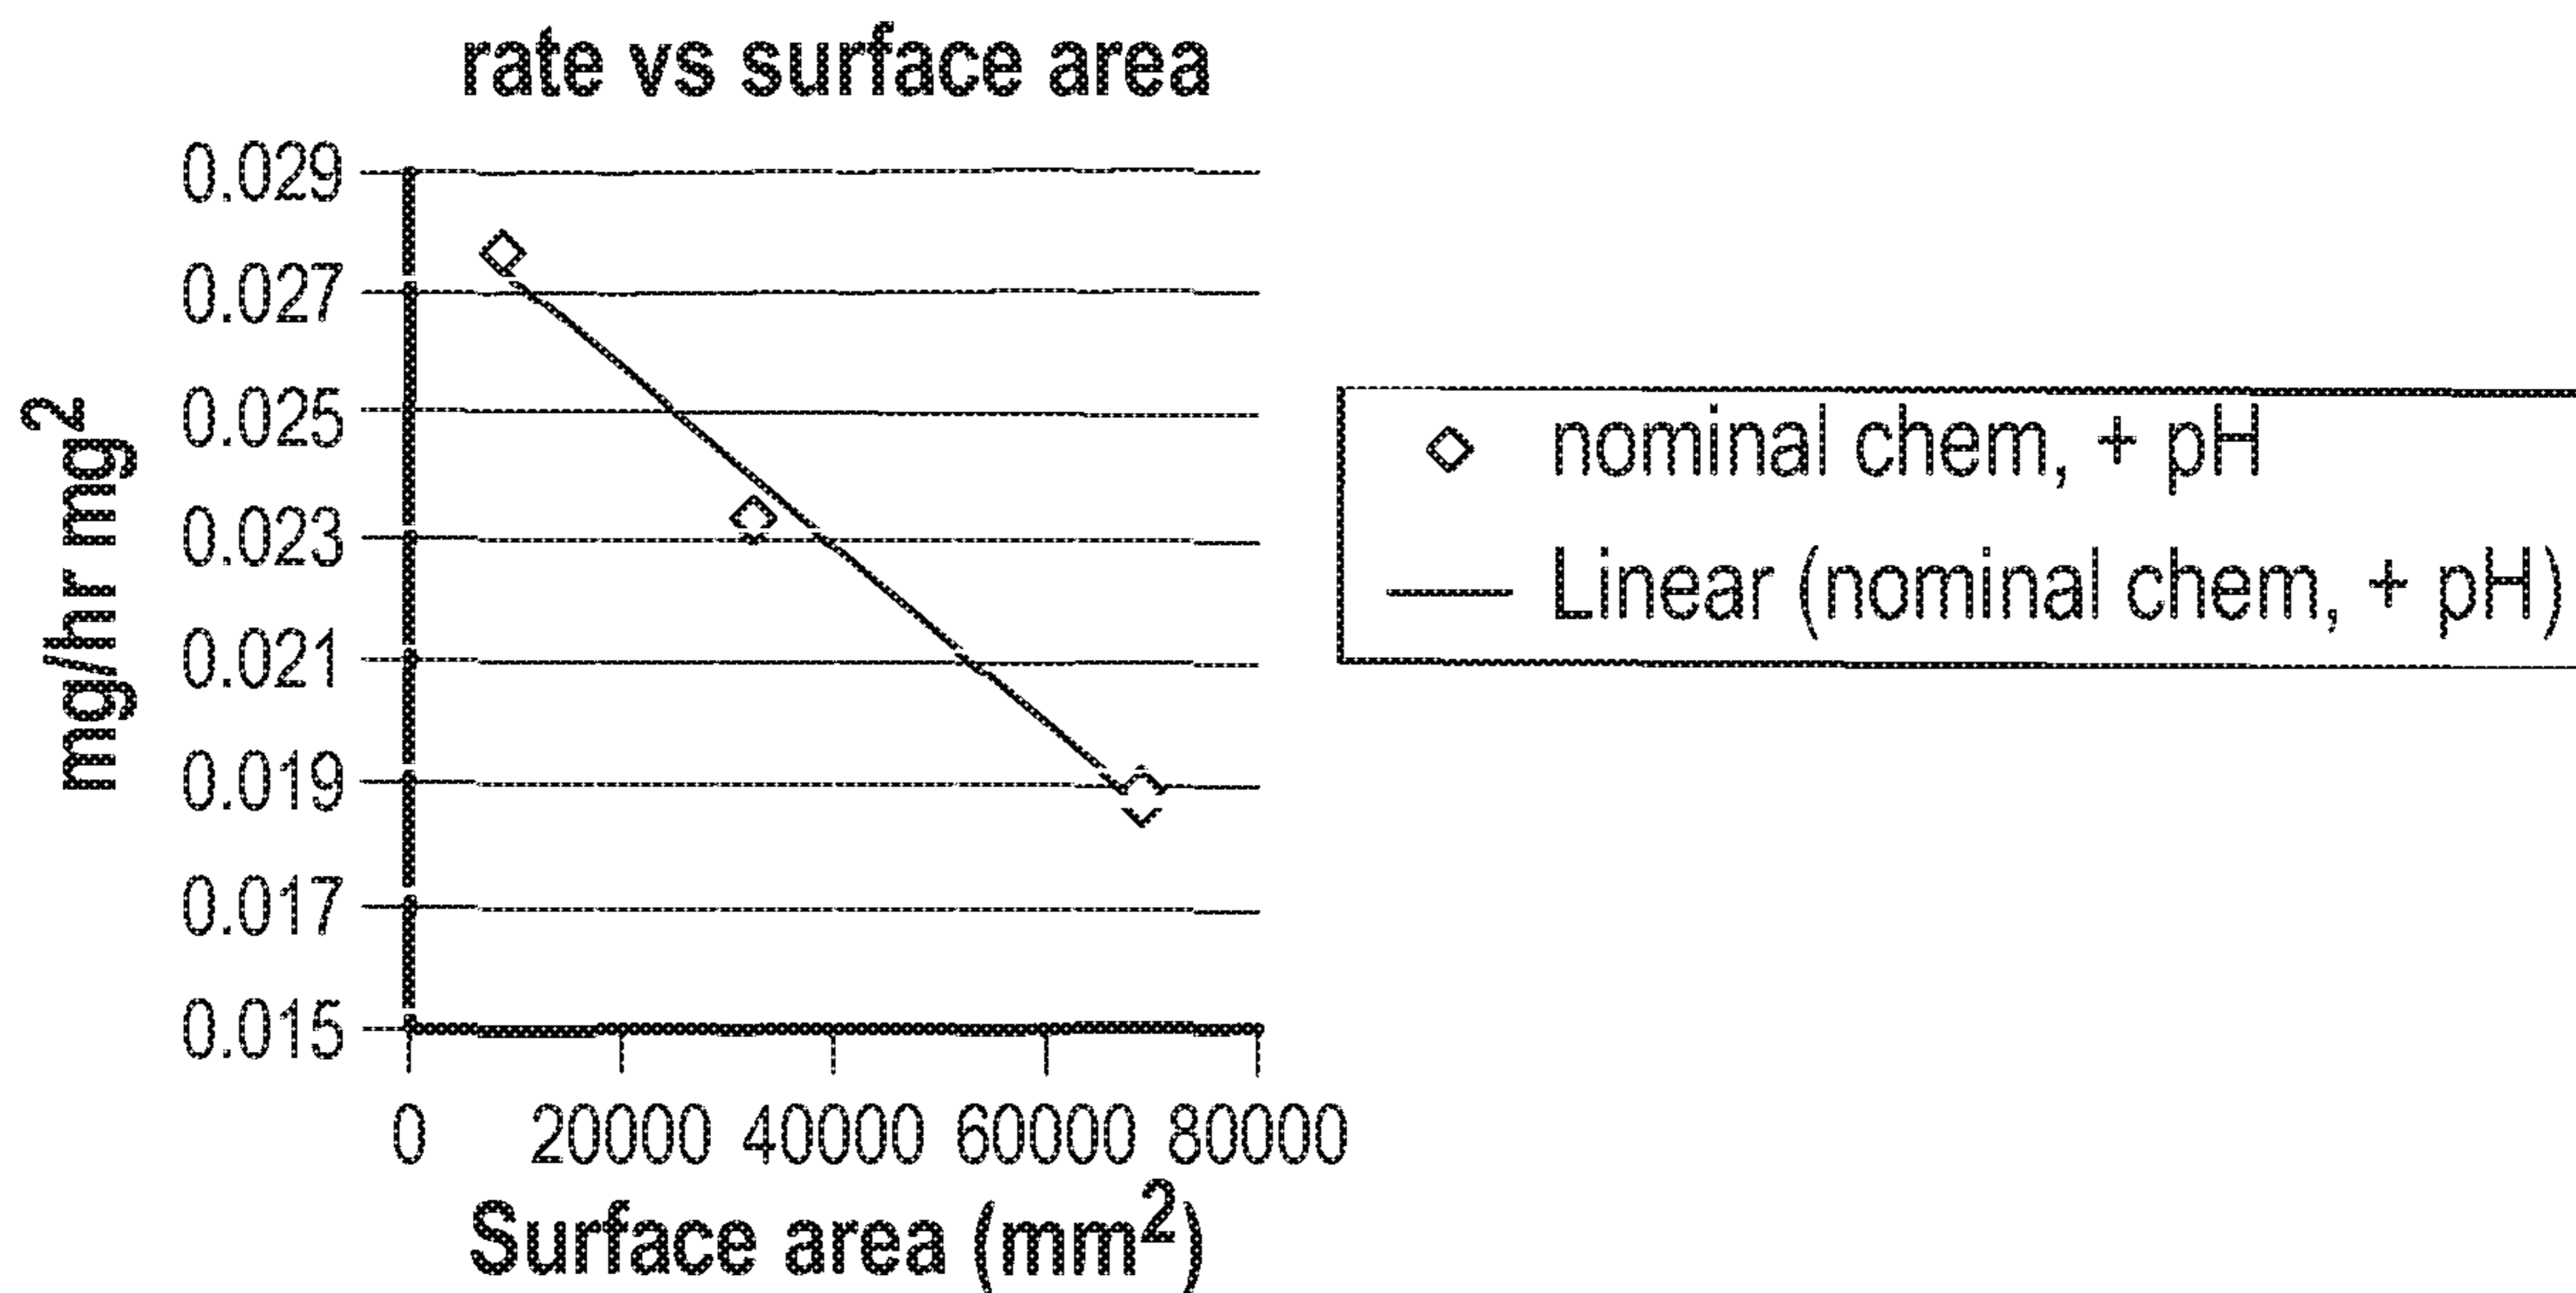 rate vs surface area
0.029
0.027
0.025
0.023
0.021
0.019
0.017
0.015
mg/hr mg²
0 20000 40000 60000 80000
Surface area (mm²)
nominal chem, + pH
Linear (nominal chem, + pH)